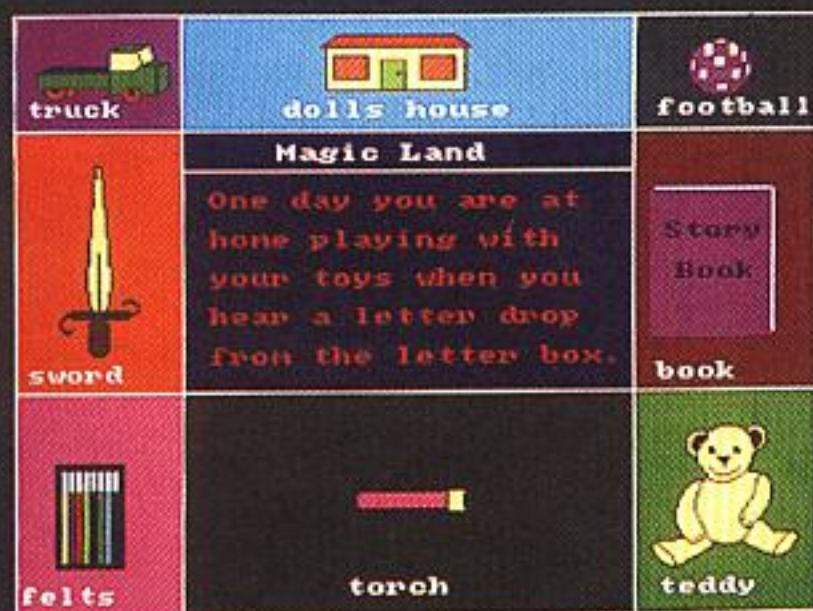 truck
dolls house
football
Magic Land
One day you are at
home playing with
your toys when you
hear a letter drop
from the letter box.
sword
Story
Book
book
felts
torch
teddy